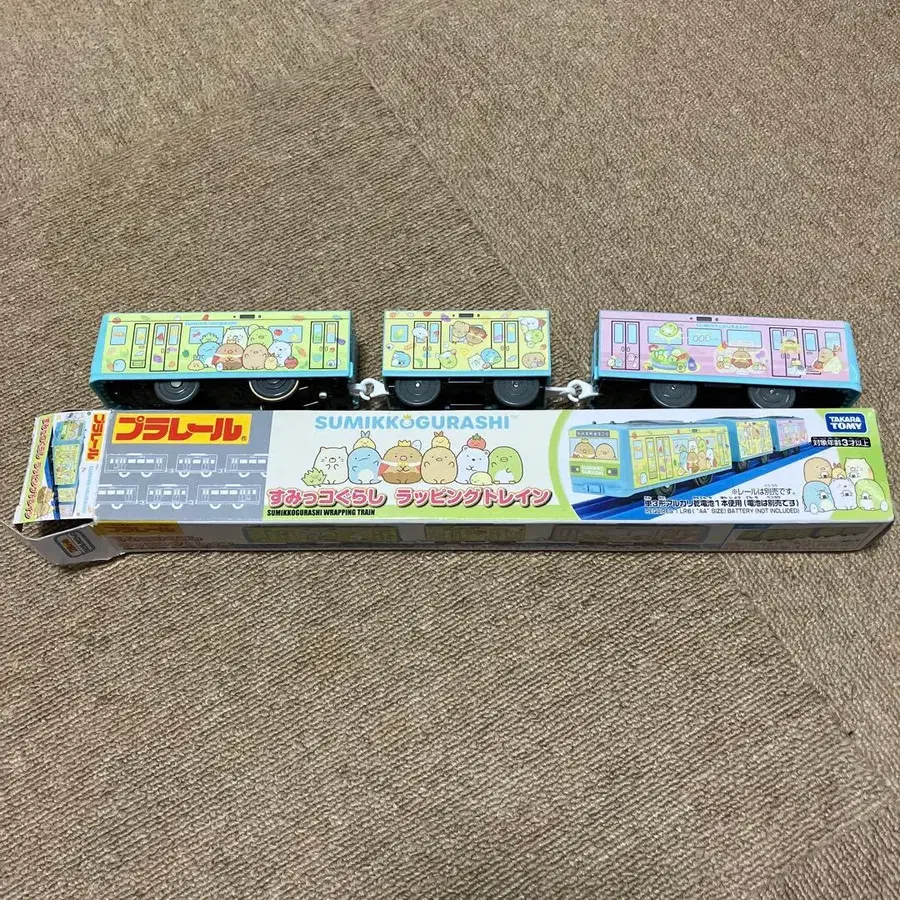 SUMIKKOGURASHI
プラレール
SUMIKKOGURASHI™
すみっコぐらし ラッピングトレイン
SUMIKKOGURASHI WRAPPING TRAIN
TAKARA TOMY
対象年齢3才以上
※レールは別売です。
単3形アルカリ乾電池1本使用(電池は別売です)
REQUIRES 1 LR6 ("AA" SIZE) BATTERY (NOT INCLUDED)
プラレール